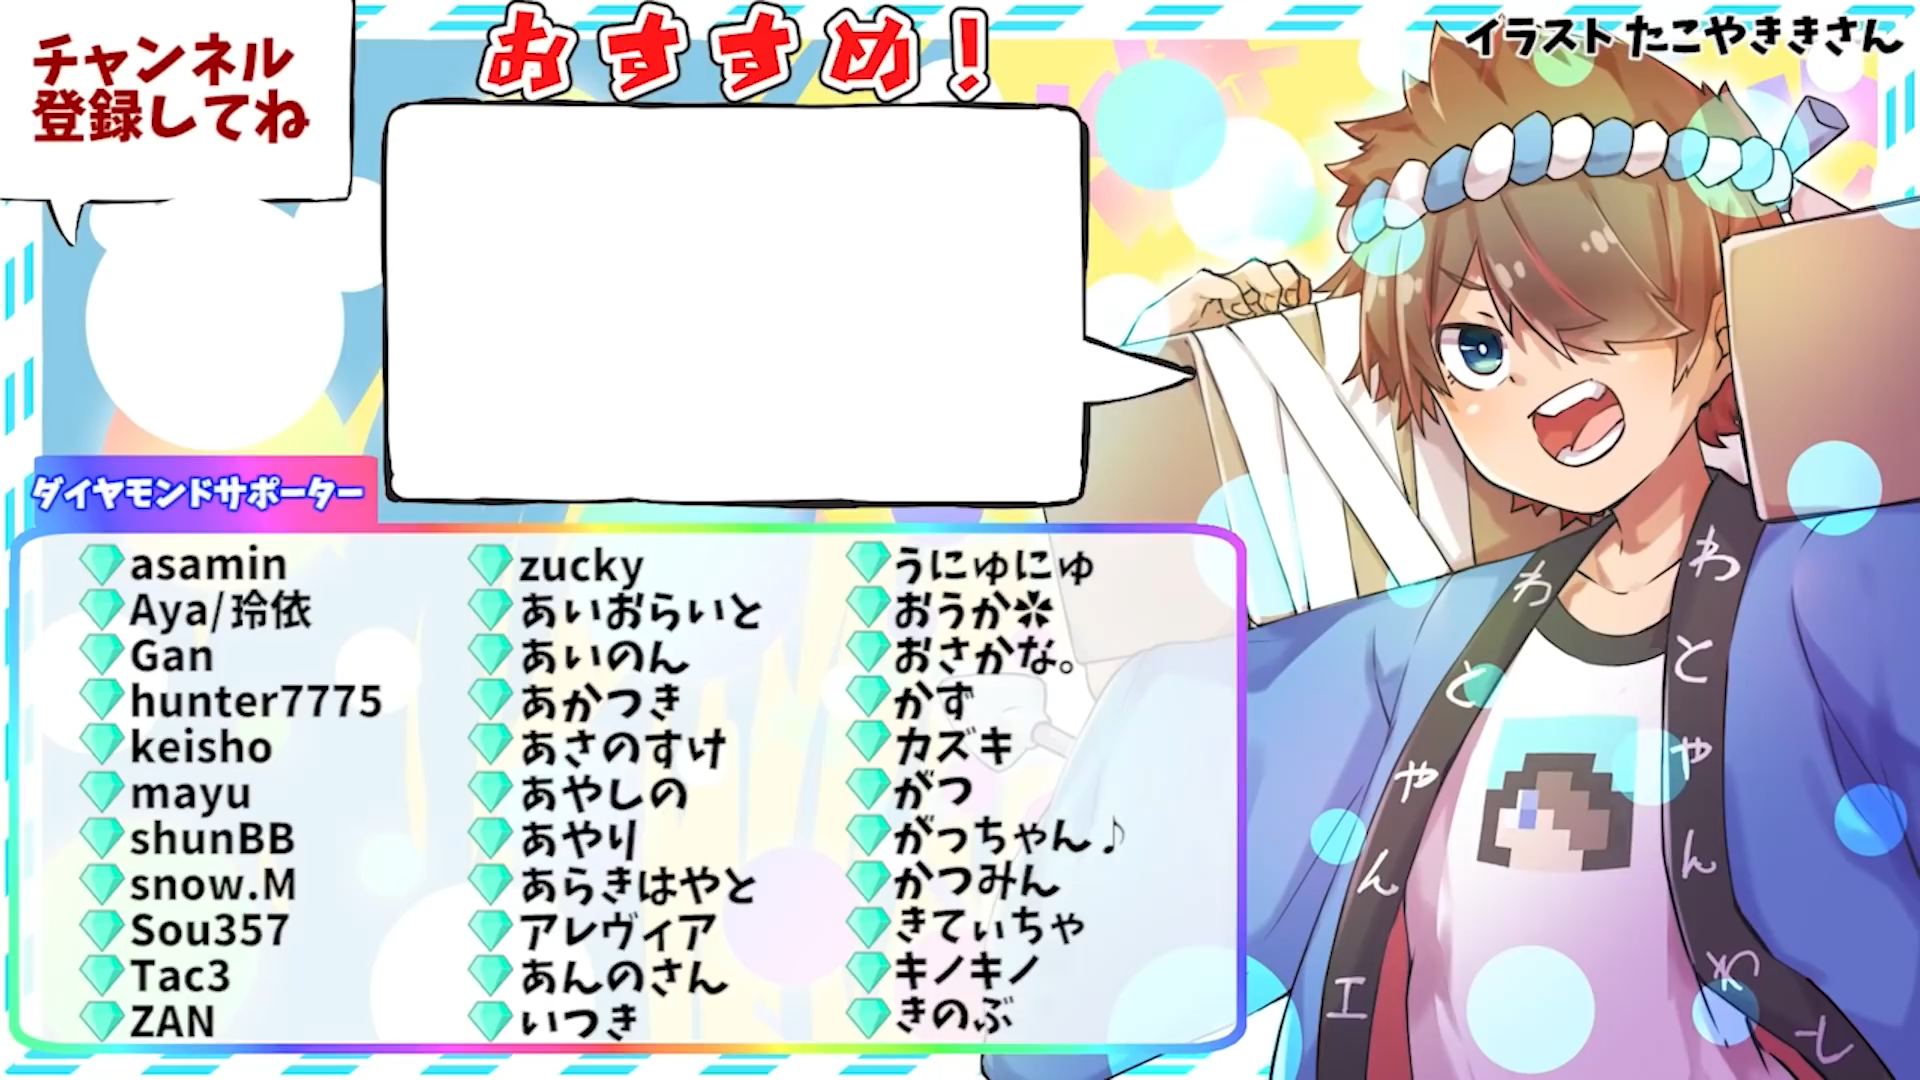 チャンネル
登録してね
おすすめ!
イラスト たこやききさん
ダイヤモンドサポーター
asamin
Aya/玲依
Gan
hunter7775
keisho
mayu
shunBB
snow.M
Sou357
Tac3
ZAN
zucky
あいおらいと
あいのん
あかつき
あさのすけ
あやしの
あやり
あらきはやと
アレヴィア
あんのさん
いつき
うにゅにゅ
おうか✲
おさかな。
かず
カズキ
がつ
がっちゃん♪
かつみん
きてぃちゃ
キノキノ
きのぶ
わとゃん工
わとゃん